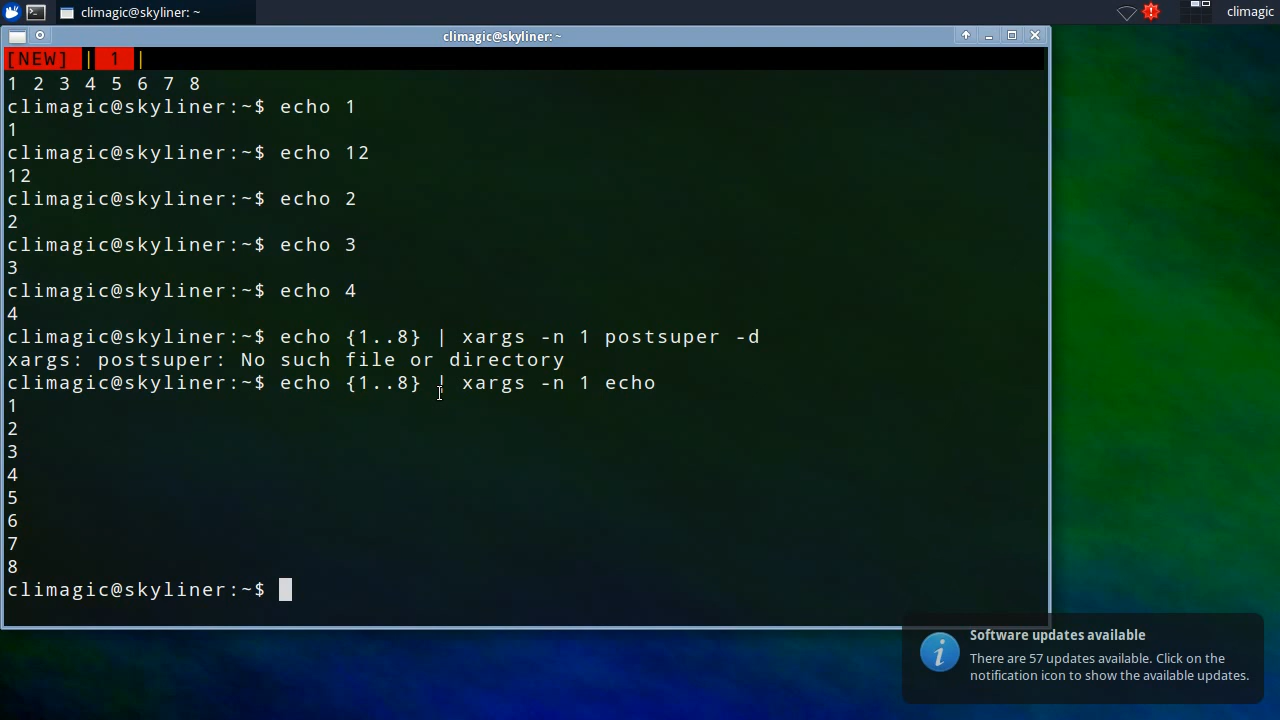 climagic@skyliner: ~
climagic
climagic@skyliner: ~
[NEW] | 1 |
1 2 3 4 5 6 7 8
climagic@skyliner:~$ echo 1
1
climagic@skyliner:~$ echo 12
12
climagic@skyliner:~$ echo 2
2
climagic@skyliner:~$ echo 3
3
climagic@skyliner:~$ echo 4
4
climagic@skyliner:~$ echo {1..8} | xargs -n 1 postsuper -d
xargs: postsuper: No such file or directory
climagic@skyliner:~$ echo {1..8} | xargs -n 1 echo
1
2
3
4
5
6
7
8
climagic@skyliner:~$
Software updates available
There are 57 updates available. Click on the
notification icon to show the available updates.